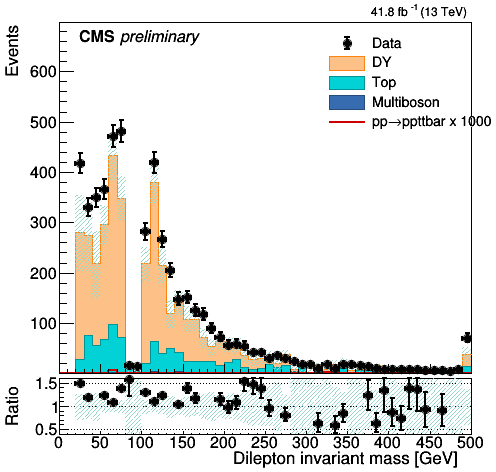 41.8 fb⁻¹ (13 TeV)
CMS preliminary
Data
DY
Top
Multiboson
pp→ppttbar x 1000
Events
600
500
400
300
200
100
Ratio
1.5
1
0.5
0 50 100 150 200 250 300 350 400 450 500
Dilepton invariant mass [GeV]